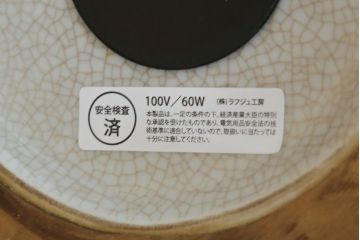 安全検査
済
100V／60W (株)ラフジュ工房
本製品は、一定の条件の下、経済産業大臣の特別
な承認を受けたものであり、電気用品安全法の技
術基準に適合していないので、取扱いに当たっては
十分に注意してください。